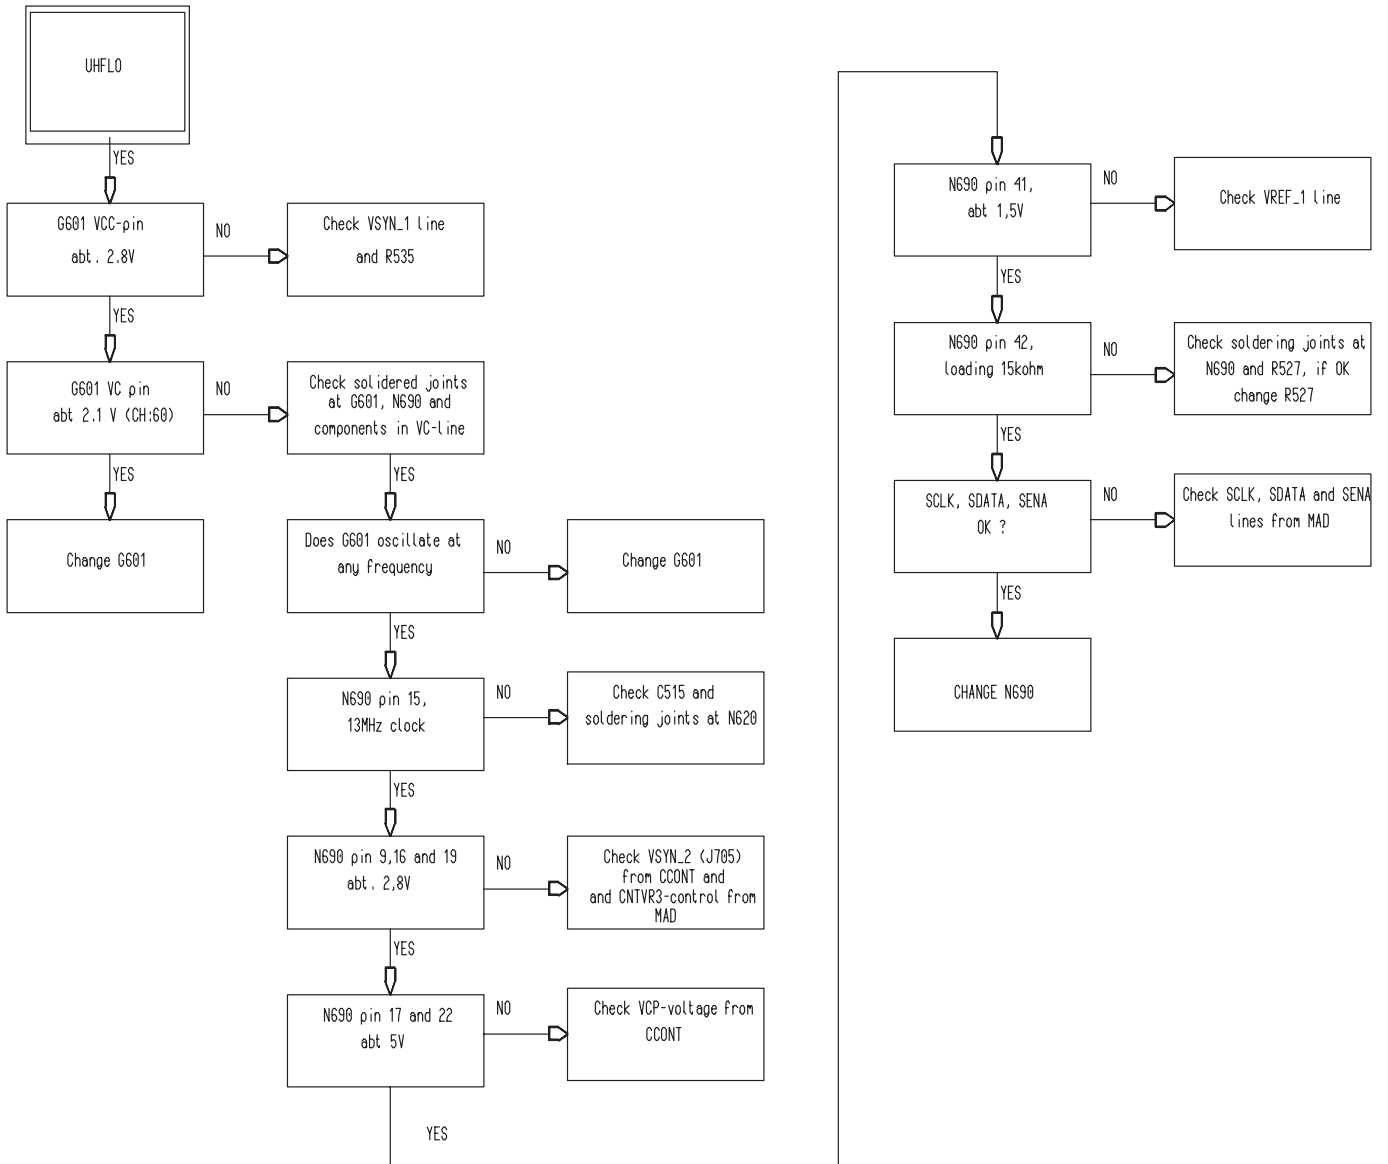 UHFLO
YES
G601 VCC-pin
abt. 2.8V
NO
Check VSYN_1 line
and R535
YES
G601 VC pin
abt 2.1 V (CH:60)
NO
Check solidered joints
at G601, N690 and
components in VC-line
YES
Change G601
YES
Does G601 oscillate at
any frequency
NO
Change G601
YES
N690 pin 15,
13MHz clock
NO
Check C515 and
soldering joints at N620
YES
N690 pin 9,16 and 19
abt. 2,8V
NO
Check VSYN_2 (J705)
from CCONT and
and CNTVR3-control from
MAD
YES
N690 pin 17 and 22
abt 5V
NO
Check VCP-voltage from
CCONT
YES
N690 pin 41,
abt 1,5V
NO
Check VREF_1 line
YES
N690 pin 42,
loading 15kohm
NO
Check soldering joints at
N690 and R527, if OK
change R527
YES
SCLK, SDATA, SENA
OK ?
NO
Check SCLK, SDATA and SENA
lines from MAD
YES
CHANGE N690